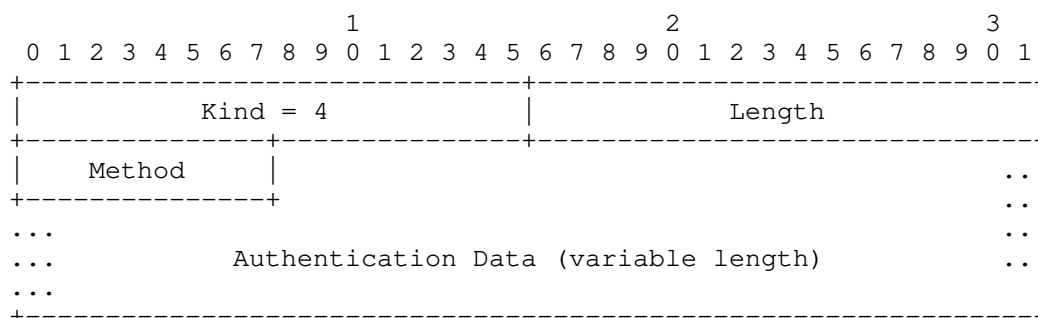 1                   2                   3
 0 1 2 3 4 5 6 7 8 9 0 1 2 3 4 5 6 7 8 9 0 1 2 3 4 5 6 7 8 9 0 1
+-------------------------------+-------------------------------
|           Kind = 4            |            Length
+---------------+---------------+-------------------------------
|    Method     |                                             ..
+---------------+                                             ..
...                                                           ..
...           Authentication Data (variable length)           ..
...
+---------------------------------------------------------------